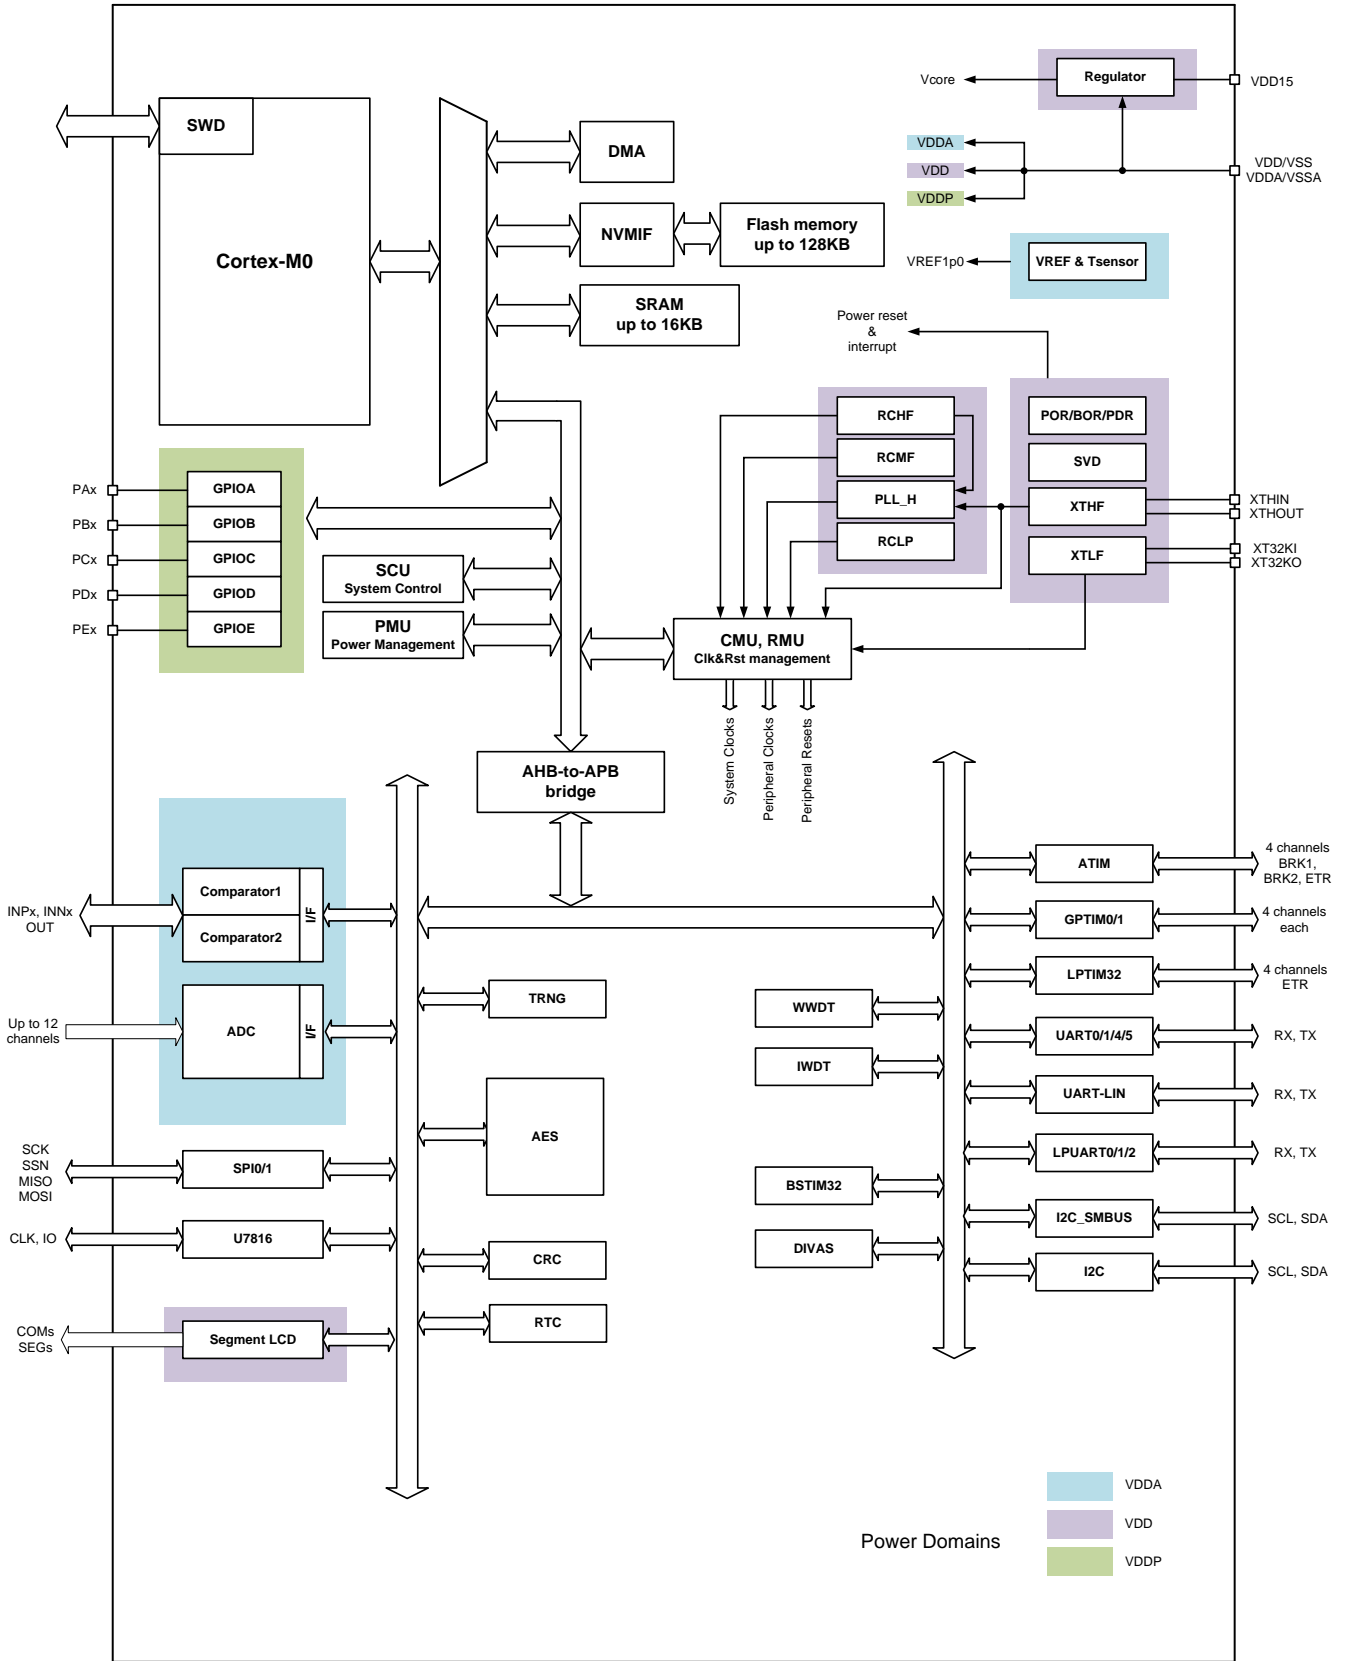 SWD
Cortex-M0
DMA
NVMIF
Flash memory
up to 128KB
SRAM
up to 16KB
Vcore
Regulator
VDD15
VDDA
VDD
VDDP
VDD/VSS
VDDA/VSSA
VREF1p0
VREF & Tsensor
Power reset
&
interrupt
RCHF
RCMF
PLL_H
RCLP
POR/BOR/PDR
SVD
XTHF
XTLF
XTHIN
XTHOUT
XT32KI
XT32KO
PAx
PBx
PCx
PDx
PEx
GPIOA
GPIOB
GPIOC
GPIOD
GPIOE
SCU
System Control
PMU
Power Management
CMU, RMU
Clk&Rst management
System Clocks
Peripheral Clocks
Peripheral Resets
AHB-to-APB
bridge
INPx, INNx
OUT
Comparator1
Comparator2
I/F
Up to 12
channels
ADC
I/F
SCK
SSN
MISO
MOSI
SPI0/1
CLK, IO
U7816
COMs
SEGs
Segment LCD
TRNG
AES
CRC
RTC
WWDT
IWDT
BSTIM32
DIVAS
ATIM
4 channels
BRK1,
BRK2, ETR
GPTIM0/1
4 channels
each
LPTIM32
4 channels
ETR
UART0/1/4/5
RX, TX
UART-LIN
RX, TX
LPUART0/1/2
RX, TX
I2C_SMBUS
SCL, SDA
I2C
SCL, SDA
Power Domains
VDDA
VDD
VDDP